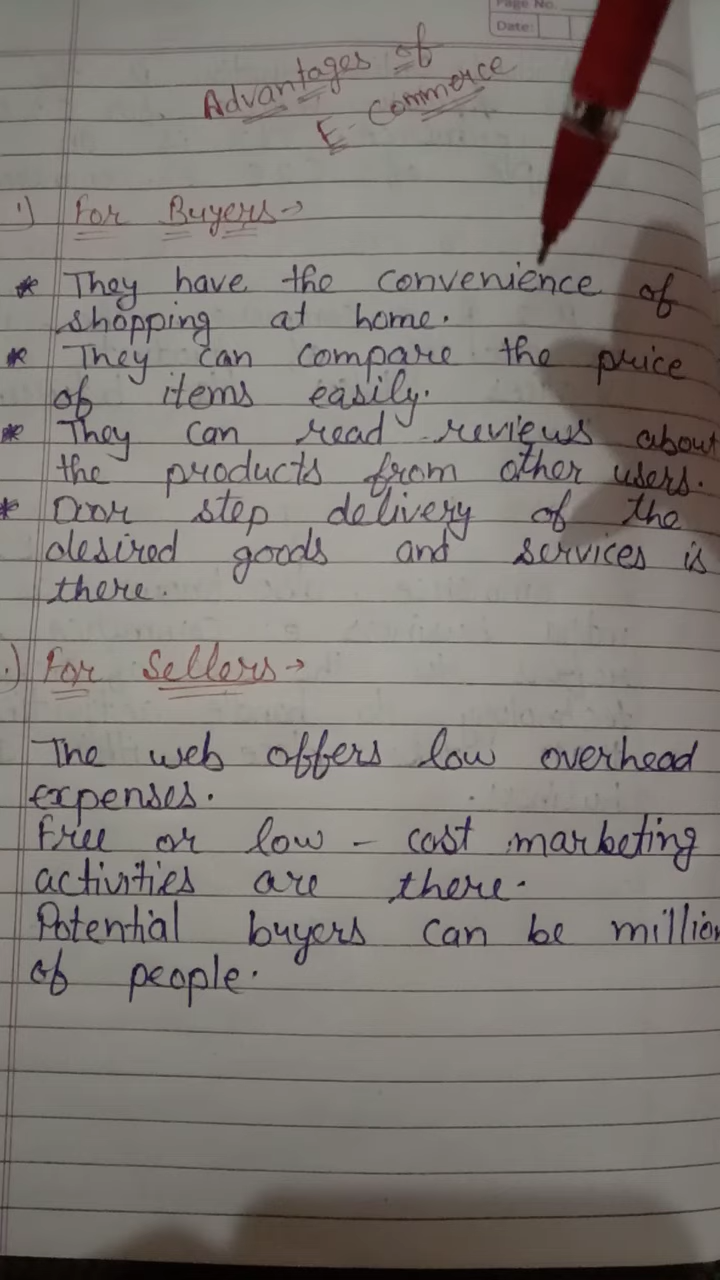 Page No.
Date:
Advantages of
E-Commerce
1) For Buyers→
* They have the convenience of
shopping at home.
* They can compare the price
of items easily.
* They can read reviews about
the products from other users.
* Door step delivery of the
desired goods and services is
there.
) For Sellers→
The web offers low overhead
expenses.
Free or low - cost marketing
activities are there.
Potential buyers can be million
of people.